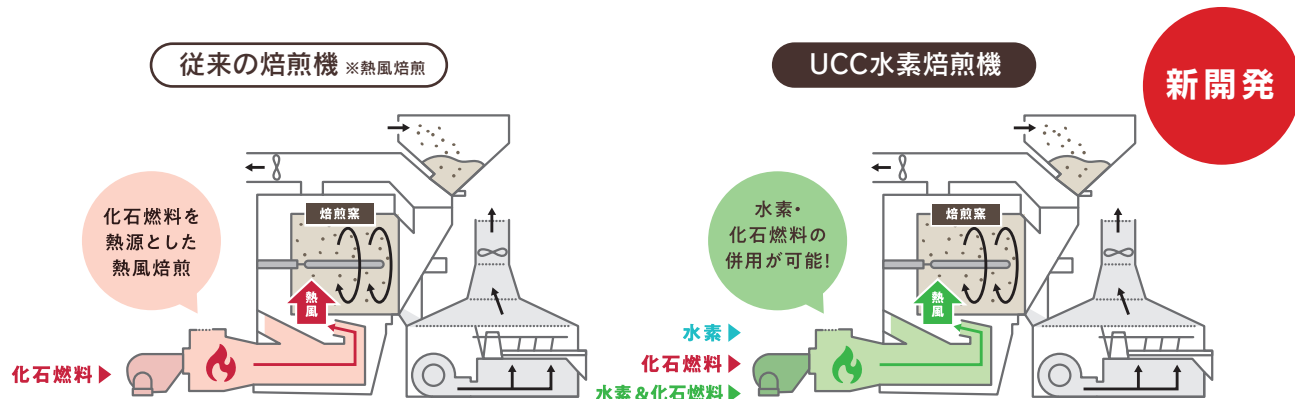 従来の焙煎機 ※熱風焙煎
化石燃料を
熱源とした
熱風焙煎
焙煎窯
熱
風
化石燃料
UCC水素焙煎機
新開発
水素・
化石燃料の
併用が可能!
焙煎窯
熱
風
水素
化石燃料
水素&化石燃料